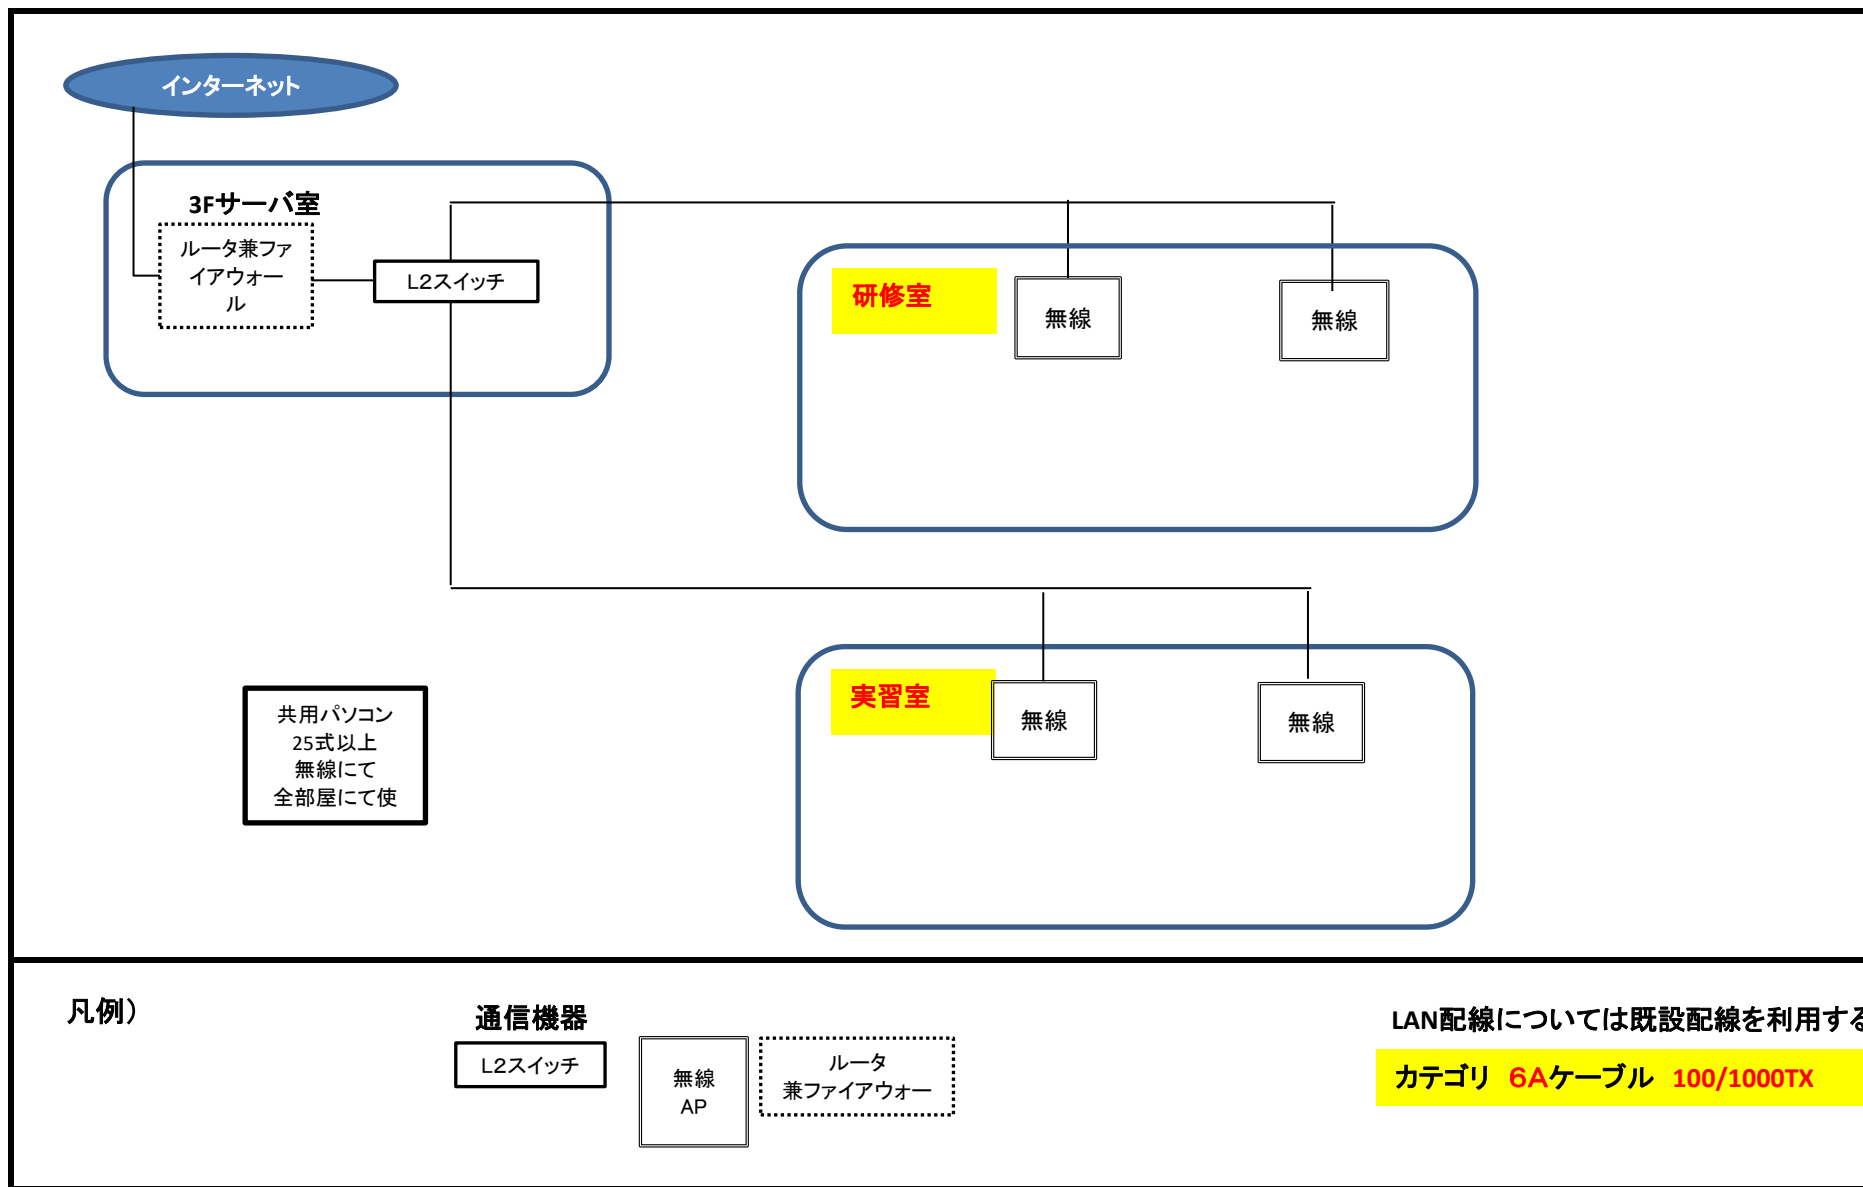 インターネット
3Fサーバ室
ルータ兼ファ
イアウォー
ル
L2スイッチ
研修室
無線
無線
実習室
無線
無線
共用パソコン
25式以上
無線にて
全部屋にて使
凡例）
通信機器
L2スイッチ
無線
AP
ルータ
兼ファイアウォー
LAN配線については既設配線を利用する
カテゴリ 6Aケーブル 100/1000TX